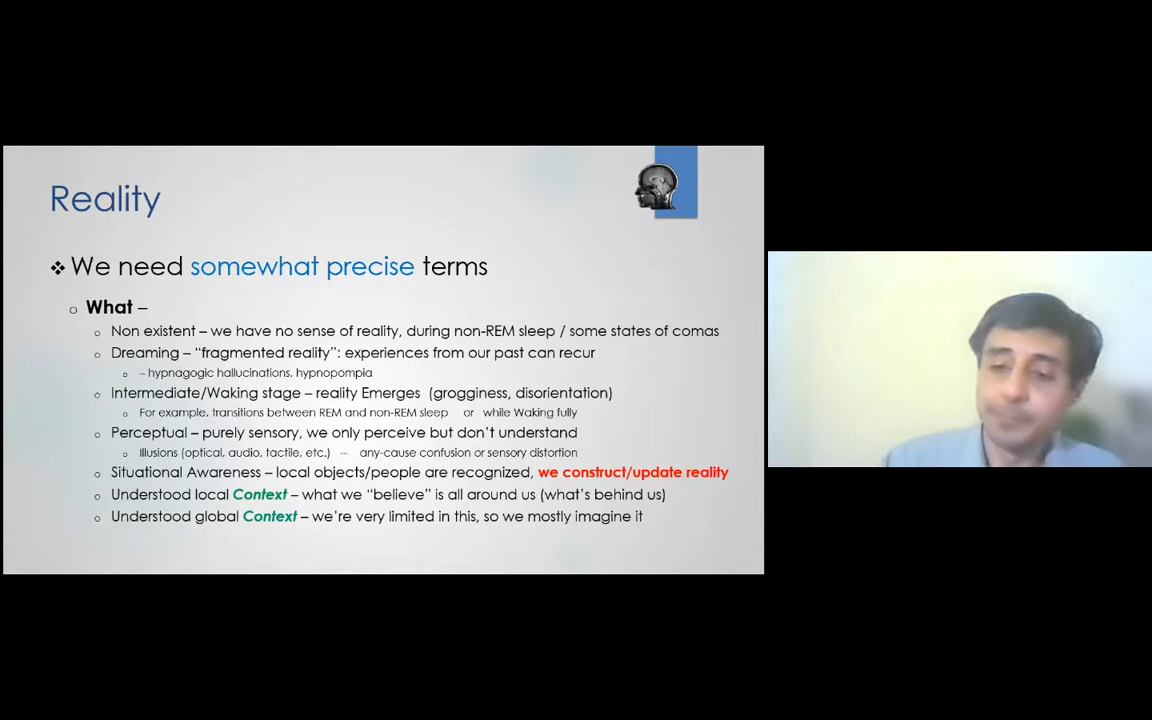 Reality
❖ We need somewhat precise terms
o What –
o Non existent – we have no sense of reality, during non-REM sleep / some states of comas
o Dreaming – “fragmented reality”: experiences from our past can recur
o – hypnagogic hallucinations, hypnopompia
o Intermediate/Waking stage – reality Emerges (grogginess, disorientation)
o For example, transitions between REM and non-REM sleep or while Waking fully
o Perceptual – purely sensory, we only perceive but don’t understand
o Illusions (optical, audio, tactile, etc.) -- any-cause confusion or sensory distortion
o Situational Awareness – local objects/people are recognized, we construct/update reality
o Understood local Context – what we “believe” is all around us (what’s behind us)
o Understood global Context – we’re very limited in this, so we mostly imagine it